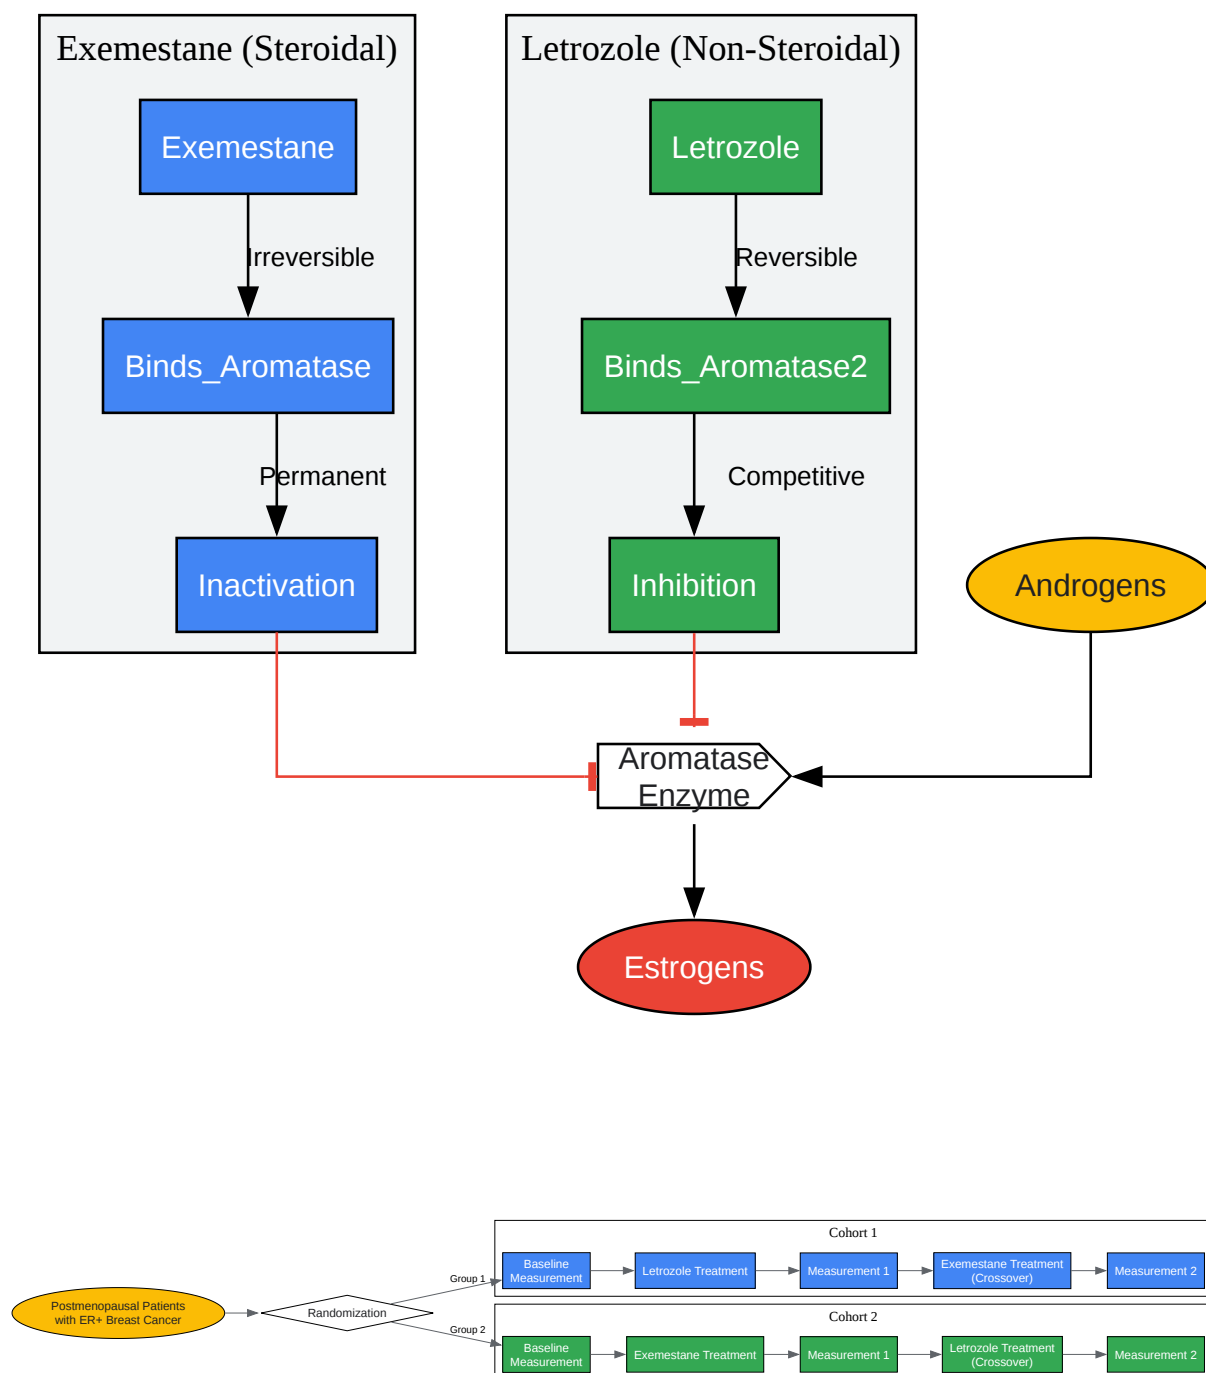 Exemestane (Steroidal)
Letrozole (Non-Steroidal)
Exemestane
Letrozole
Irreversible
Reversible
Binds_Aromatase
Binds_Aromatase2
Permanent
Competitive
Inactivation
Inhibition
Androgens
Aromatase
Enzyme
Estrogens
Cohort 1
Baseline
Measurement
Letrozole Treatment
Measurement 1
Exemestane Treatment
(Crossover)
Measurement 2
Group 1
Postmenopausal Patients
with ER+ Breast Cancer
Randomization
Group 2
Cohort 2
Baseline
Measurement
Exemestane Treatment
Measurement 1
Letrozole Treatment
(Crossover)
Measurement 2